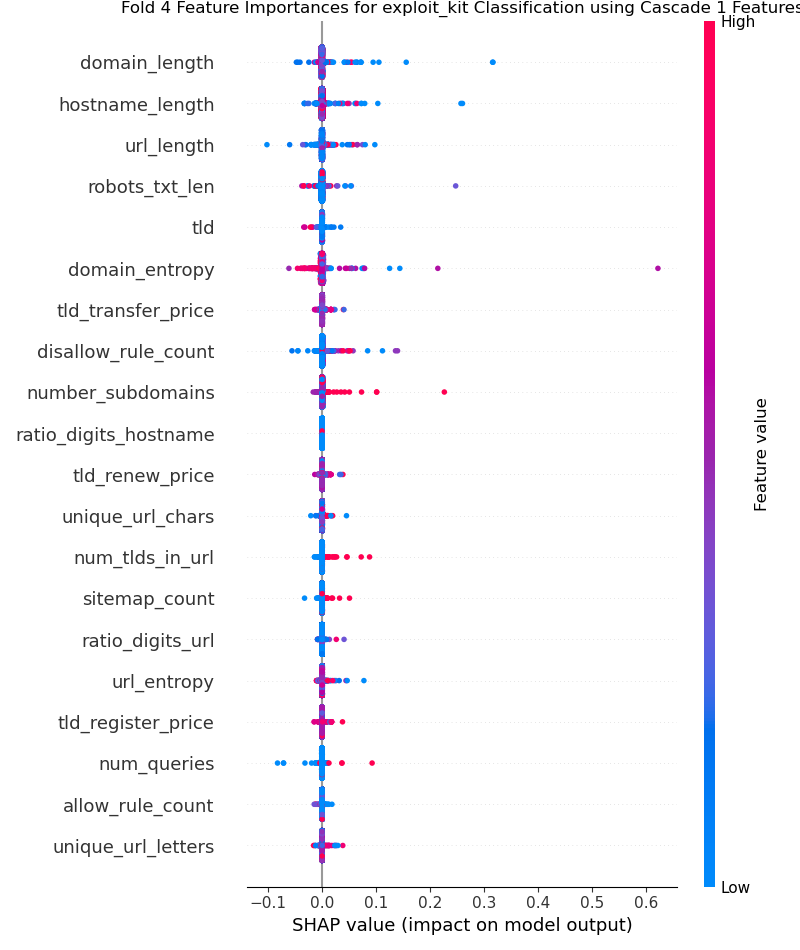 Fold 4 Feature Importances for exploit_kit Classification using Cascade 1 Features
High
domain_length
hostname_length
url_length
robots_txt_len
tld
domain_entropy
tld_transfer_price
disallow_rule_count
number_subdomains
ratio_digits_hostname
tld_renew_price
unique_url_chars
num_tlds_in_url
sitemap_count
ratio_digits_url
url_entropy
tld_register_price
num_queries
allow_rule_count
unique_url_letters
Feature value
Low
−0.1 0.0 0.1 0.2 0.3 0.4 0.5 0.6
SHAP value (impact on model output)